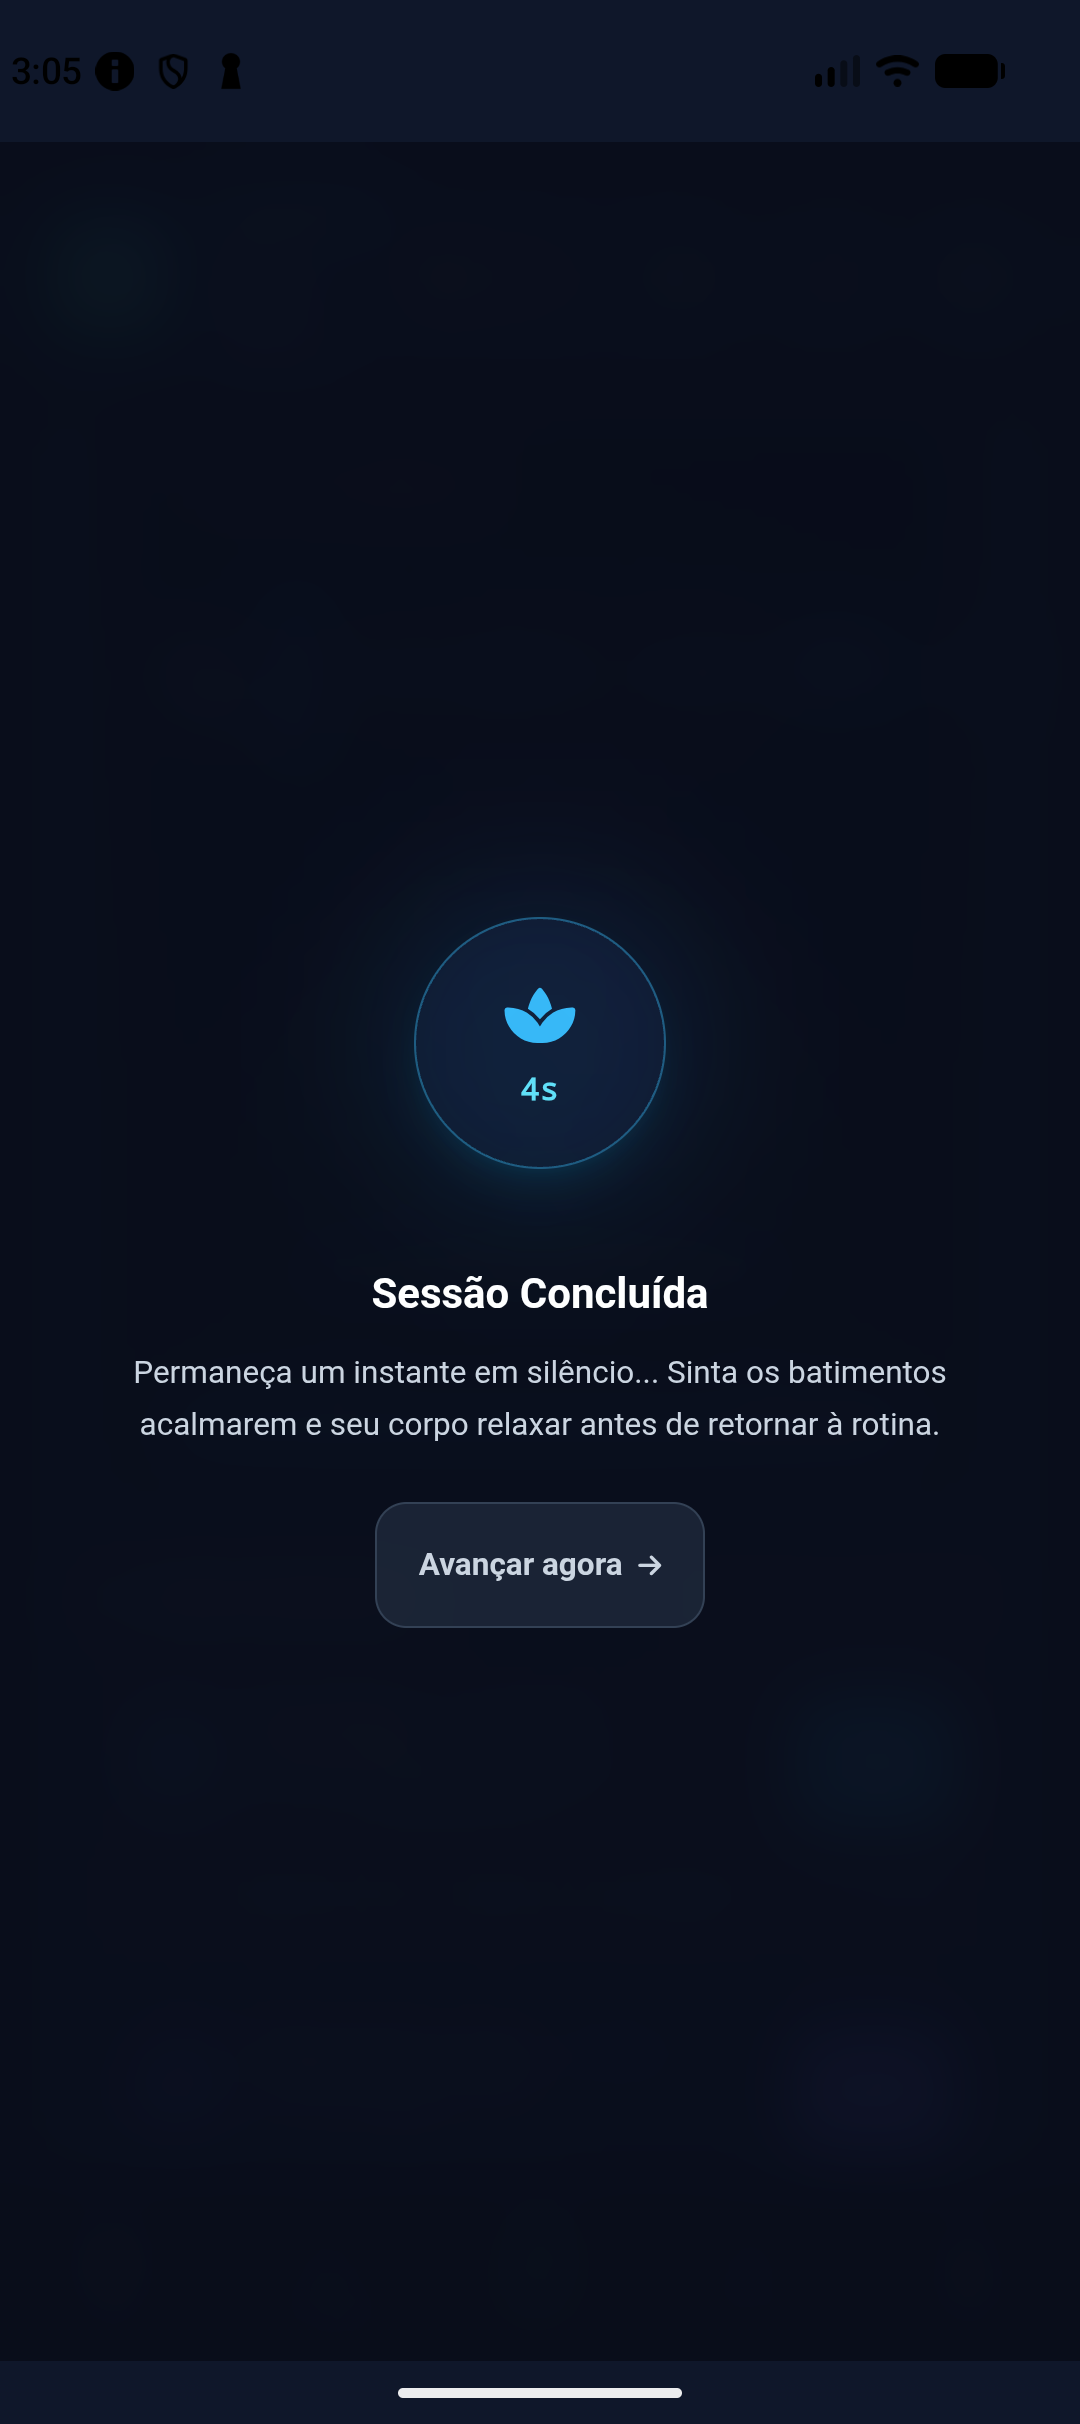 3:05
4s
Sessão Concluída
Permaneça um instante em silêncio... Sinta os batimentos
acalmarem e seu corpo relaxar antes de retornar à rotina.
Avançar agora →